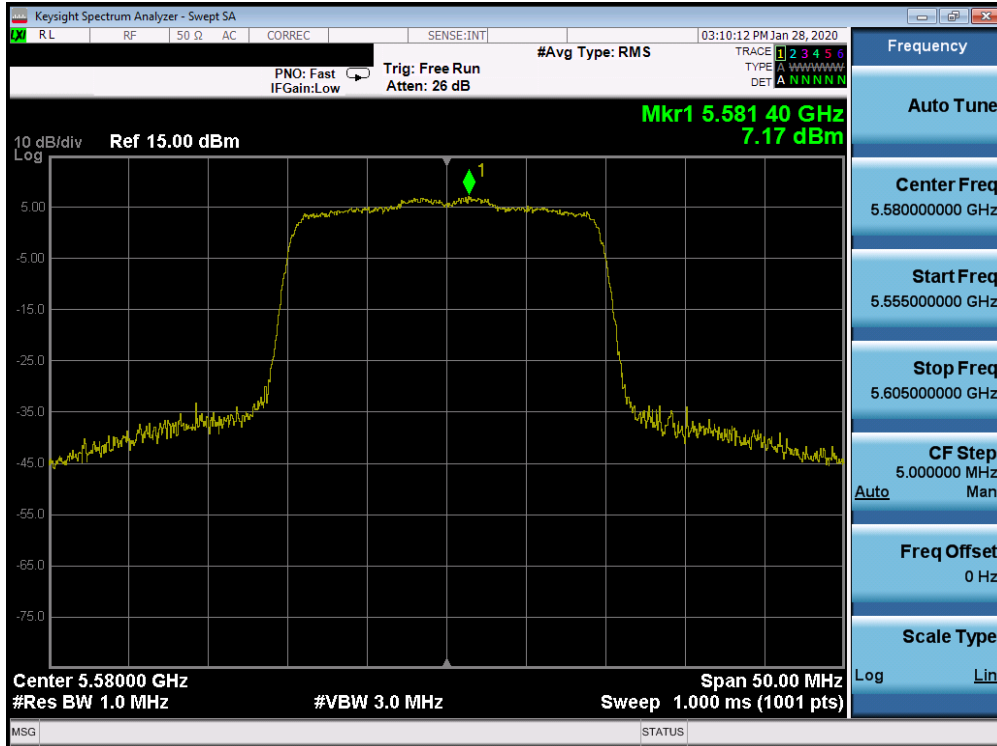 Keysight Spectrum Analyzer - Swept SA
LXI RL RF 50 Ω AC CORREC SENSE:INT 03:10:12 PM Jan 28, 2020
#Avg Type: RMS
TRACE 1 2 3 4 5 6
TYPE A WWWWW
DET A N N N N N
PNO: Fast
IFGain:Low
Trig: Free Run
Atten: 26 dB
Mkr1 5.581 40 GHz
7.17 dBm
10 dB/div Ref 15.00 dBm
Log
1
5.00
-5.00
-15.0
-25.0
-35.0
-45.0
-55.0
-65.0
-75.0
Center 5.58000 GHz Span 50.00 MHz
#Res BW 1.0 MHz #VBW 3.0 MHz Sweep 1.000 ms (1001 pts)
MSG STATUS
Frequency
Auto Tune
Center Freq
5.580000000 GHz
Start Freq
5.555000000 GHz
Stop Freq
5.605000000 GHz
CF Step
5.000000 MHz
Auto Man
Freq Offset
0 Hz
Scale Type
Log Lin